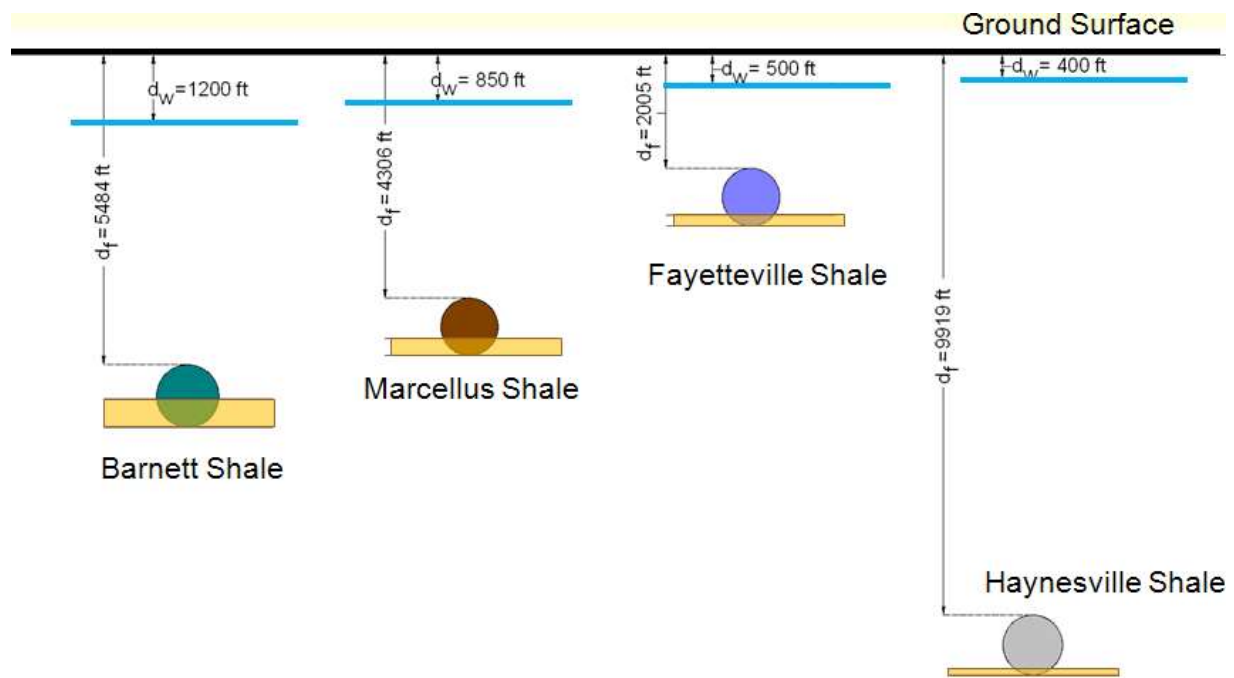 Ground Surface
dw=1200 ft
dw= 850 ft
dw= 500 ft
dw= 400 ft
df=5484 ft
df=4306 ft
df=2005 ft
df=9919 ft
Fayetteville Shale
Marcellus Shale
Barnett Shale
Haynesville Shale